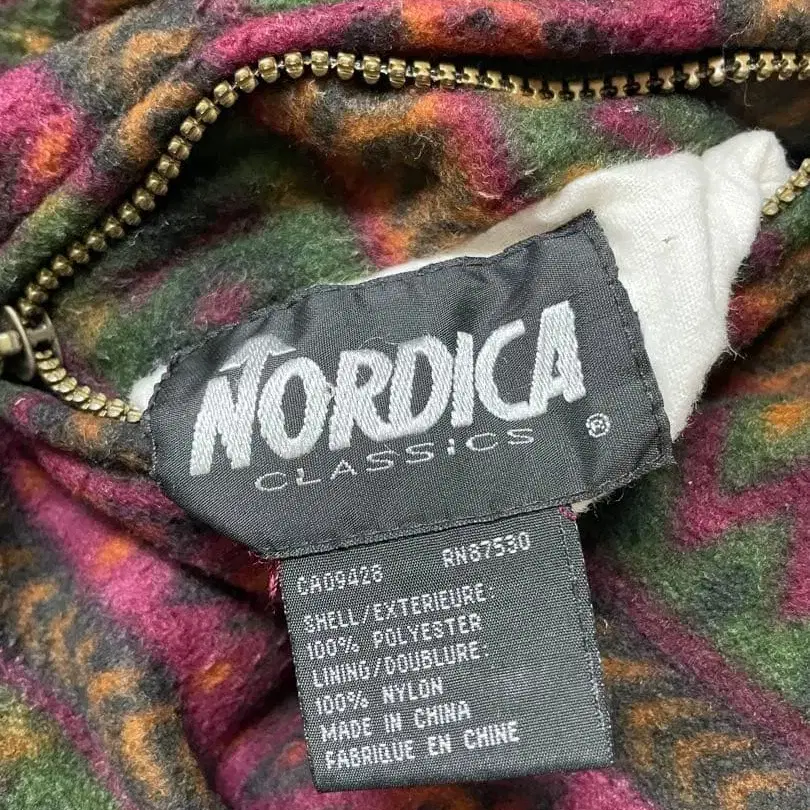 NORDICA
CLASSICS ®
CA09428 RN87530
SHELL/EXTERIEURE:
100% POLYESTER
LINING/DOUBLURE:
100% NYLON
MADE IN CHINA
FABRIQUE EN CHINE